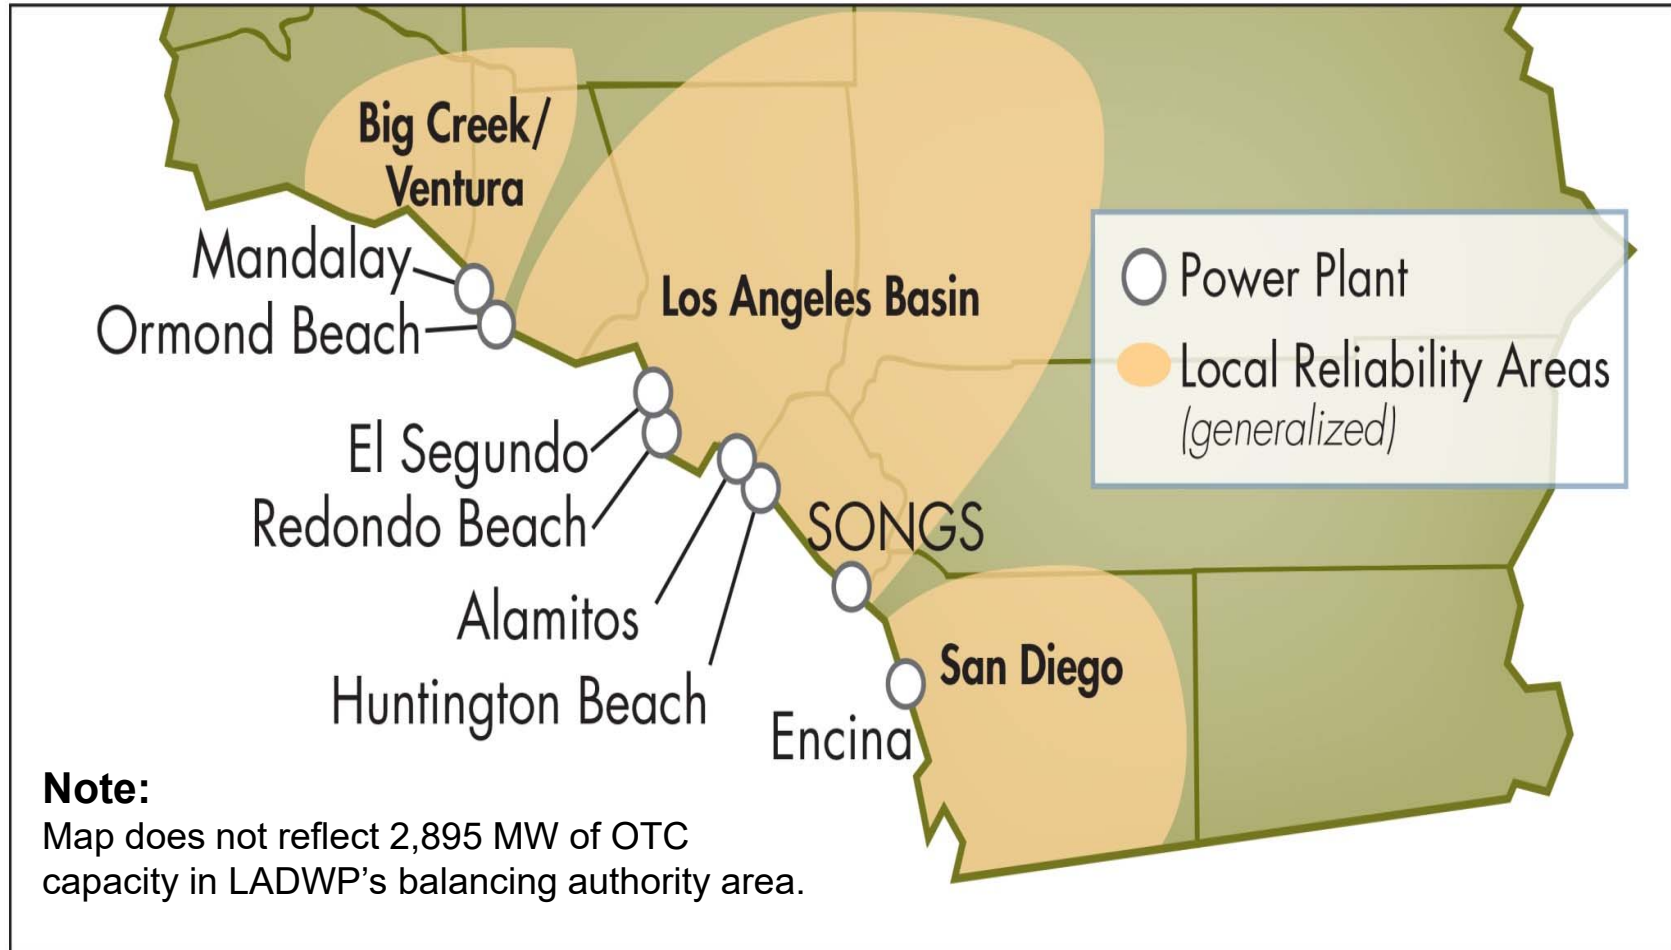 Big Creek/
Ventura
Mandalay
Ormond Beach
Los Angeles Basin
Power Plant
Local Reliability Areas
(generalized)
El Segundo
Redondo Beach
SONGS
Alamitos
Huntington Beach
San Diego
Encina
Note:
Map does not reflect 2,895 MW of OTC
capacity in LADWP’s balancing authority area.